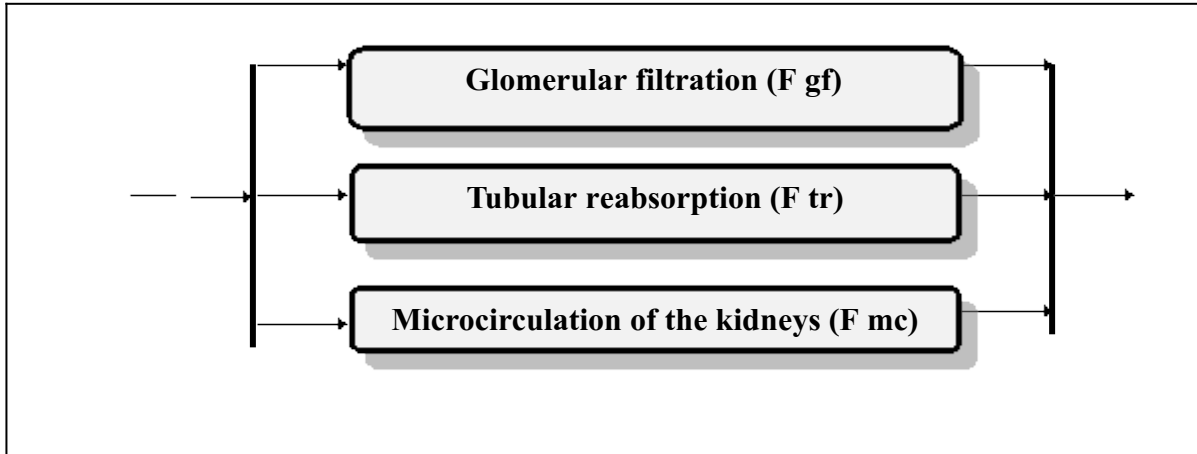 Glomerular filtration (F gf)
Tubular reabsorption (F tr)
Microcirculation of the kidneys (F mc)